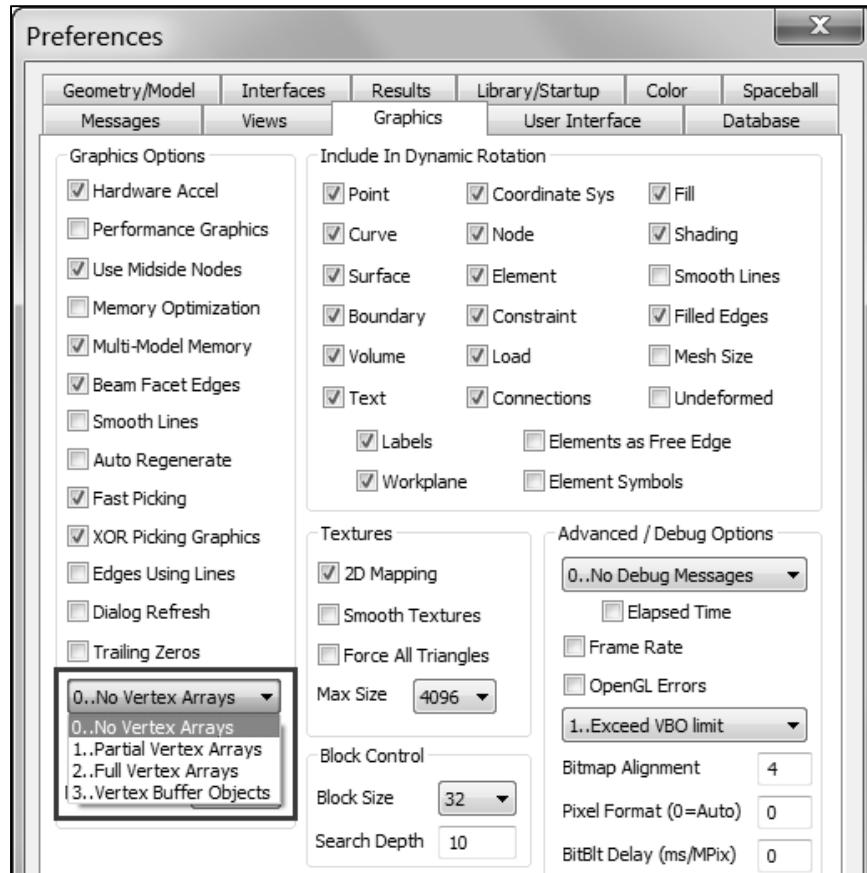 Preferences
X
Geometry/Model Interfaces Results Library/Startup Color Spaceball
Messages Views Graphics User Interface Database
Graphics Options
Hardware Accel
Performance Graphics
Use Midside Nodes
Memory Optimization
Multi-Model Memory
Beam Facet Edges
Smooth Lines
Auto Regenerate
Fast Picking
XOR Picking Graphics
Edges Using Lines
Dialog Refresh
Trailing Zeros
0..No Vertex Arrays
0..No Vertex Arrays
1..Partial Vertex Arrays
2..Full Vertex Arrays
3..Vertex Buffer Objects
Include In Dynamic Rotation
Point Coordinate Sys Fill
Curve Node Shading
Surface Element Smooth Lines
Boundary Constraint Filled Edges
Volume Load Mesh Size
Text Connections Undeformed
Labels Elements as Free Edge
Workplane Element Symbols
Textures
2D Mapping
Smooth Textures
Force All Triangles
Max Size 4096
Block Control
Block Size 32
Search Depth 10
Advanced / Debug Options
0..No Debug Messages
Elapsed Time
Frame Rate
OpenGL Errors
1..Exceed VBO limit
Bitmap Alignment 4
Pixel Format (0=Auto) 0
BitBlt Delay (ms/MPix) 0